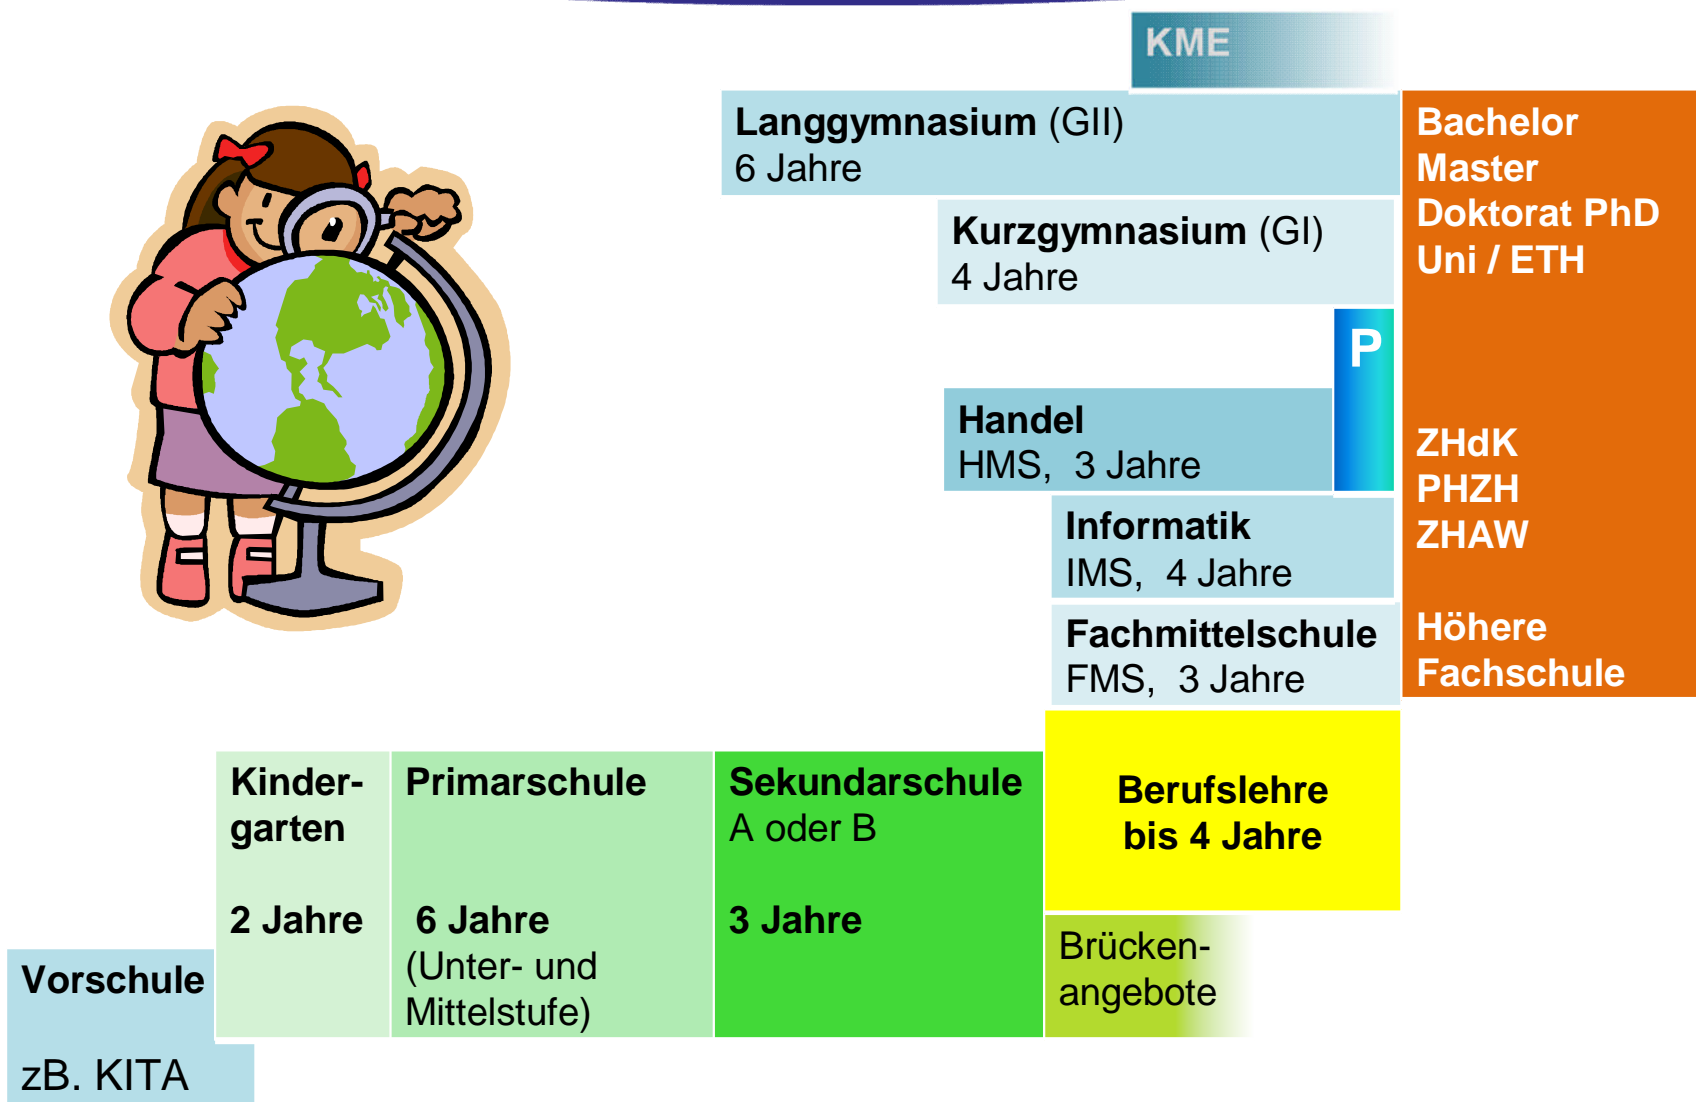 KME
Langgymnasium (GII)
6 Jahre
Kurzgymnasium (GI)
4 Jahre
P
Handel
HMS, 3 Jahre
Informatik
IMS, 4 Jahre
Fachmittelschule
FMS, 3 Jahre
Bachelor
Master
Doktorat PhD
Uni / ETH
ZHdK
PHZH
ZHAW
Höhere
Fachschule
Kinder-
garten
2 Jahre
Primarschule
6 Jahre
(Unter- und
Mittelstufe)
Sekundarschule
A oder B
3 Jahre
Berufslehre
bis 4 Jahre
Brücken-
angebote
Vorschule
zB. KITA